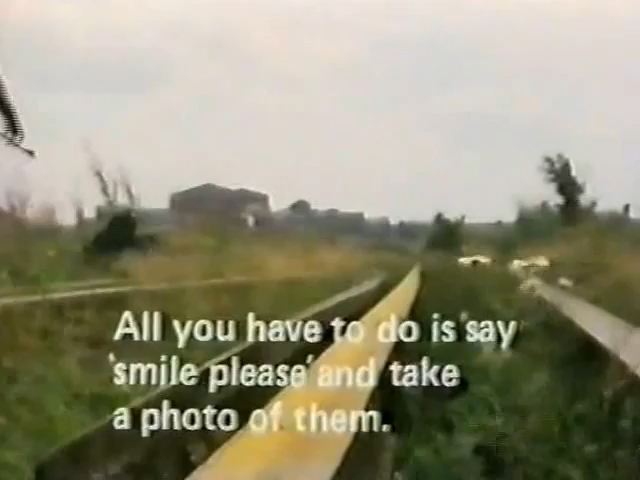 All you have to do is 'say
'smile please' and take
a photo of them.